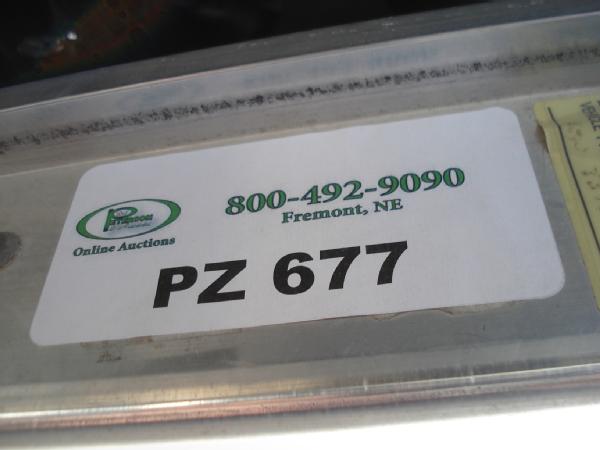 800-492-9090
Fremont, NE
Online Auctions
PZ 677